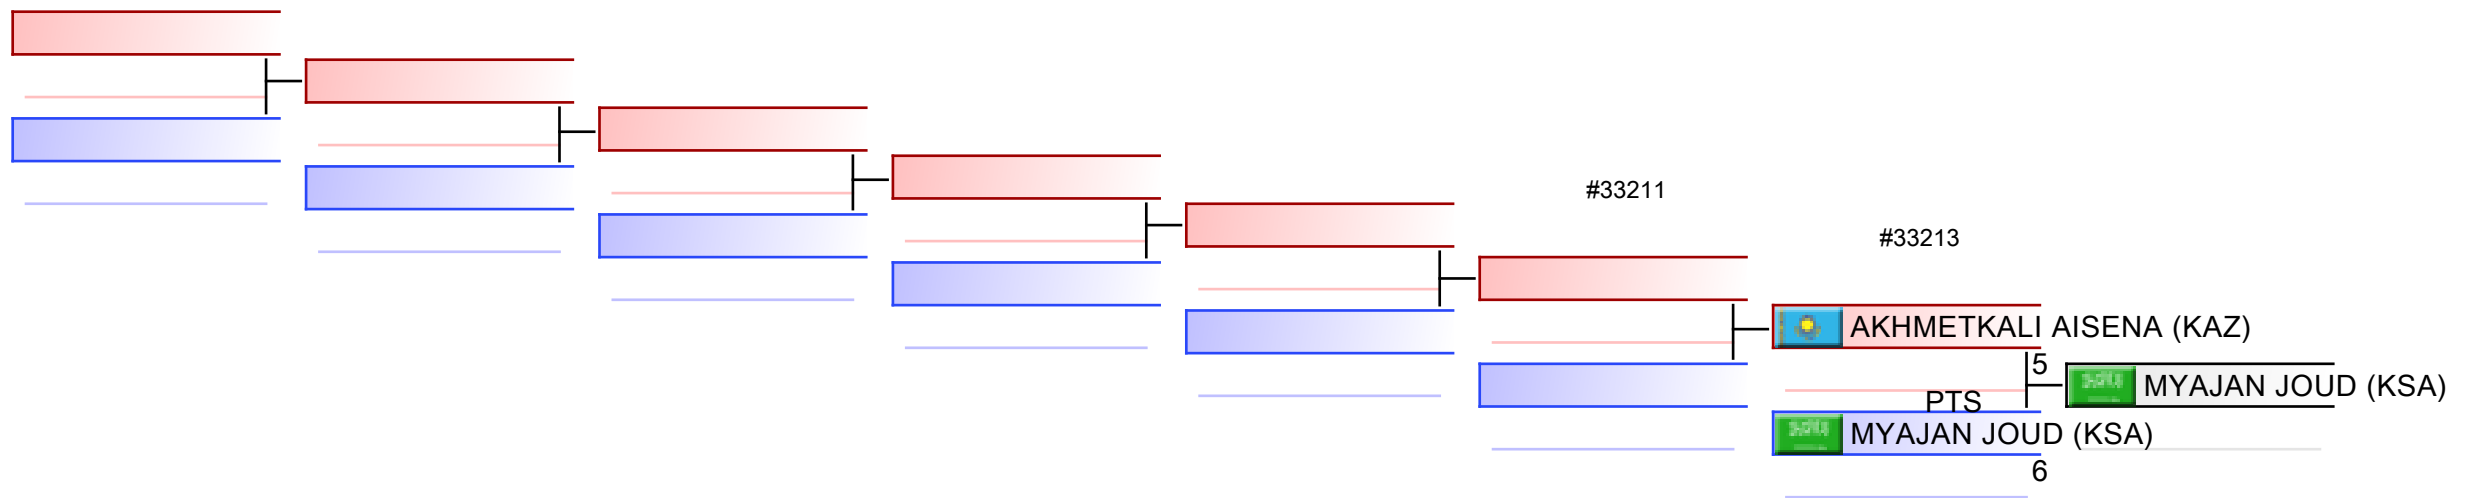 #33211
#33213
AKHMETKALI AISENA (KAZ)
5
MYAJAN JOUD (KSA)
PTS
MYAJAN JOUD (KSA)
6